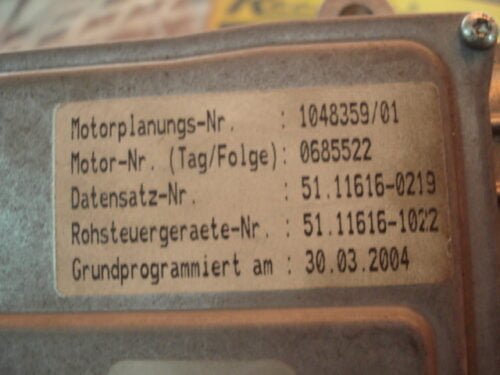 Motorplanungs-Nr. : 1048359/01
Motor-Nr. (Tag/Folge): 0685522
Datensatz-Nr. : 51.11616-0219
Rohsteuergeraete-Nr. : 51.11616-1022
Grundprogrammiert am : 30.03.2004